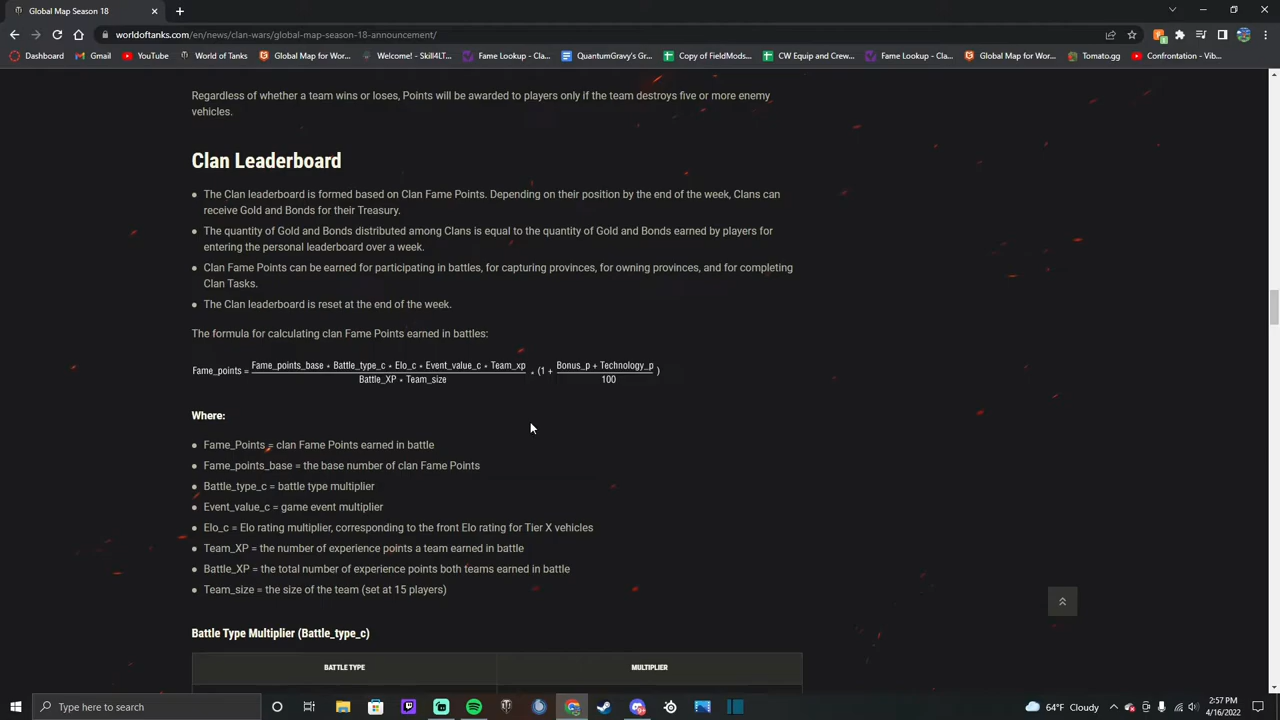 Global Map Season 18
worldoftanks.com/en/news/clan-wars/global-map-season-18-announcement/
Dashboard
Gmail
YouTube
World of Tanks
Global Map for Wor...
Welcome! - Skill4LT...
Fame Lookup - Cla...
QuantumGravy's Gr...
Copy of FieldMods...
CW Equip and Crew...
Fame Lookup - Cla...
Global Map for Wor...
Tomato.gg
Confrontation - Vib...
Regardless of whether a team wins or loses, Points will be awarded to players only if the team destroys five or more enemy
vehicles.
Clan Leaderboard
The Clan leaderboard is formed based on Clan Fame Points. Depending on their position by the end of the week, Clans can
receive Gold and Bonds for their Treasury.
The quantity of Gold and Bonds distributed among Clans is equal to the quantity of Gold and Bonds earned by players for
entering the personal leaderboard over a week.
Clan Fame Points can be earned for participating in battles, for capturing provinces, for owning provinces, and for completing
Clan Tasks.
The Clan leaderboard is reset at the end of the week.
The formula for calculating clan Fame Points earned in battles:
Fame_points_base * Battle_type_c * Elo_c * Event_value_c * Team_xp
Bonus_p + Technology_p
Fame_points = * (1 + )
Battle_XP * Team_size
100
Where:
Fame_Points = clan Fame Points earned in battle
Fame_points_base = the base number of clan Fame Points
Battle_type_c = battle type multiplier
Event_value_c = game event multiplier
Elo_c = Elo rating multiplier, corresponding to the front Elo rating for Tier X vehicles
Team_XP = the number of experience points a team earned in battle
Battle_XP = the total number of experience points both teams earned in battle
Team_size = the size of the team (set at 15 players)
Battle Type Multiplier (Battle_type_c)
BATTLE TYPE
MULTIPLIER
Type here to search
64°F Cloudy
2:57 PM
4/16/2022